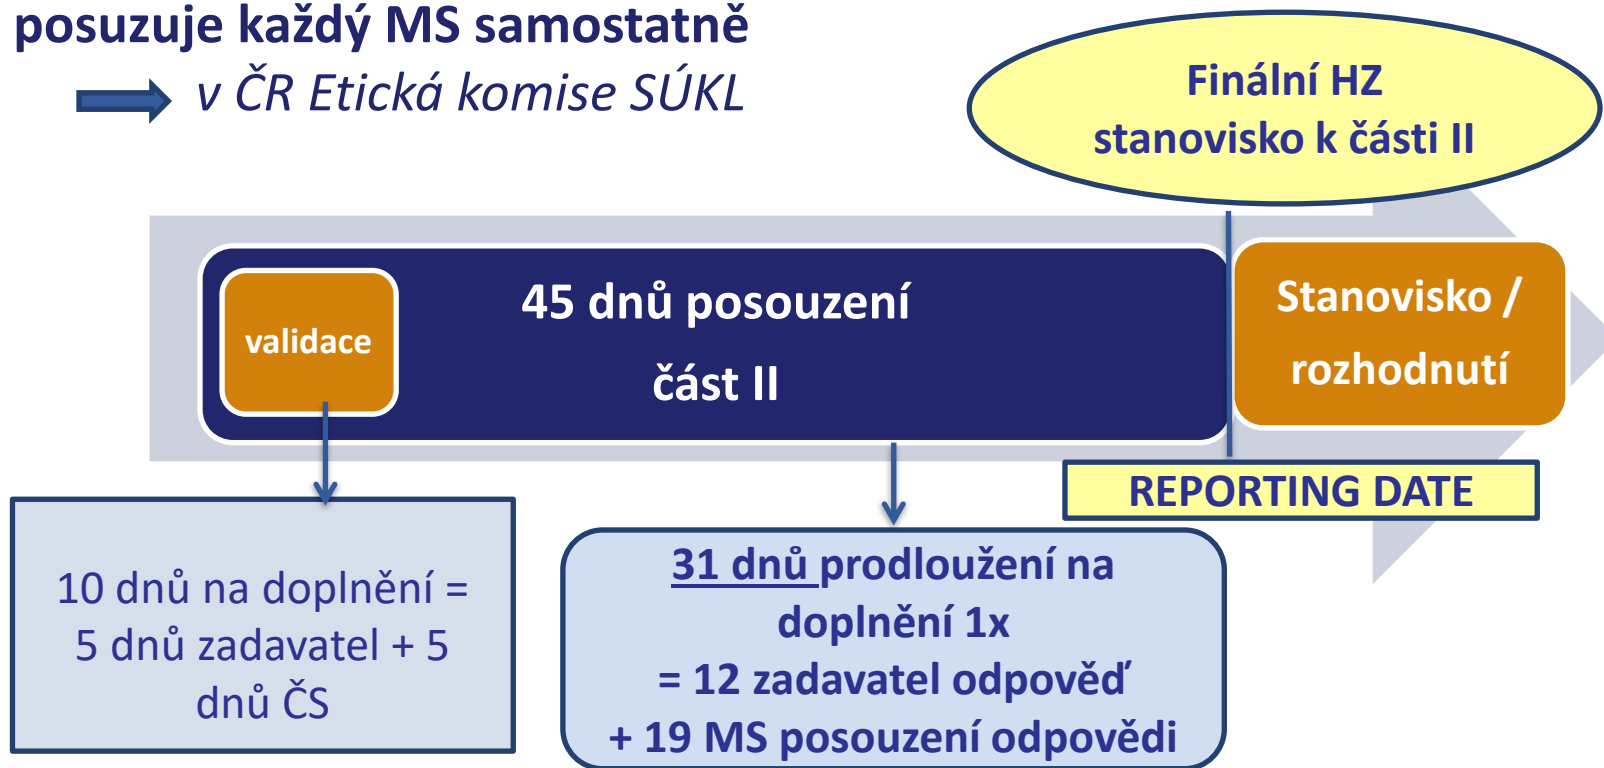 posuzuje každý MS samostatně
v ČR Etická komise SÚKL
Finální HZ
stanovisko k části II
validace
45 dnů posouzení
část II
Stanovisko /
rozhodnutí
REPORTING DATE
10 dnů na doplnění =
5 dnů zadavatel + 5
dnů ČS
31 dnů prodloužení na
doplnění 1x
= 12 zadavatel odpověď
+ 19 MS posouzení odpovědi